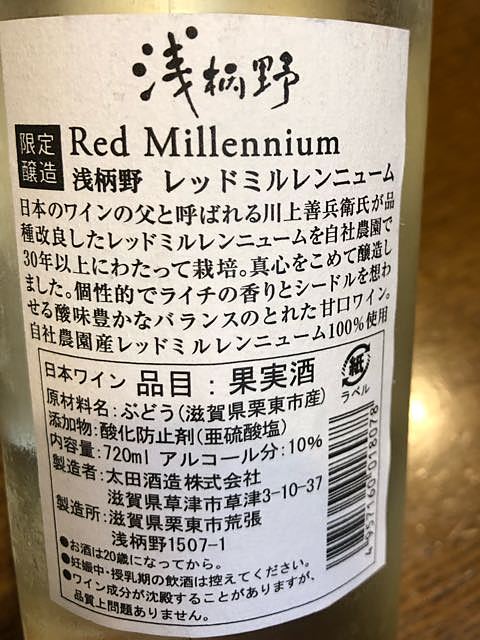 浅柄野
限定醸造
Red Millennium
浅柄野 レッドミルレンニューム
日本のワインの父と呼ばれる川上善兵衛氏が品
種改良したレッドミルレンニュームを自社農園で
30年以上にわたって栽培。真心をこめて醸造し
ました。個性的でライチの香りとシードルを想わ
せる酸味豊かなバランスのとれた甘口ワイン。
自社農園産レッドミルレンニューム100%使用
日本ワイン 品目:果実酒
原材料名:ぶどう(滋賀県栗東市産)
添加物:酸化防止剤(亜硫酸塩)
内容量:720ml アルコール分:10%
製造者:太田酒造株式会社
滋賀県草津市草津3-10-37
製造所:滋賀県栗東市荒張
浅柄野1507-1
●お酒は20歳になってから。
●妊娠中・授乳期の飲酒は控えてください。
●ワイン成分が沈殿することがありますが、
品質上問題ありません。
紙
ラベル
4957160018978